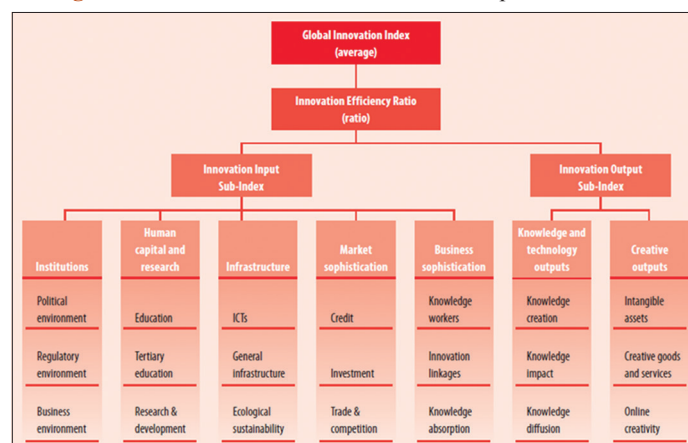 Global Innovation Index
(average)
Innovation Efficiency Ratio
(ratio)
Innovation Input
Sub-Index
Innovation Output
Sub-Index
Institutions
Human
capital and
research
Infrastructure
Market
sophistication
Business
sophistication
Knowledge and
technology
outputs
Creative
outputs
Political
environment
Education
ICTs
Credit
Knowledge
workers
Knowledge
creation
Intangible
assets
Regulatory
environment
Tertiary
education
General
infrastructure
Investment
Innovation
linkages
Knowledge
impact
Creative goods
and services
Business
environment
Research &
development
Ecological
sustainability
Trade &
competition
Knowledge
absorption
Knowledge
diffusion
Online
creativity